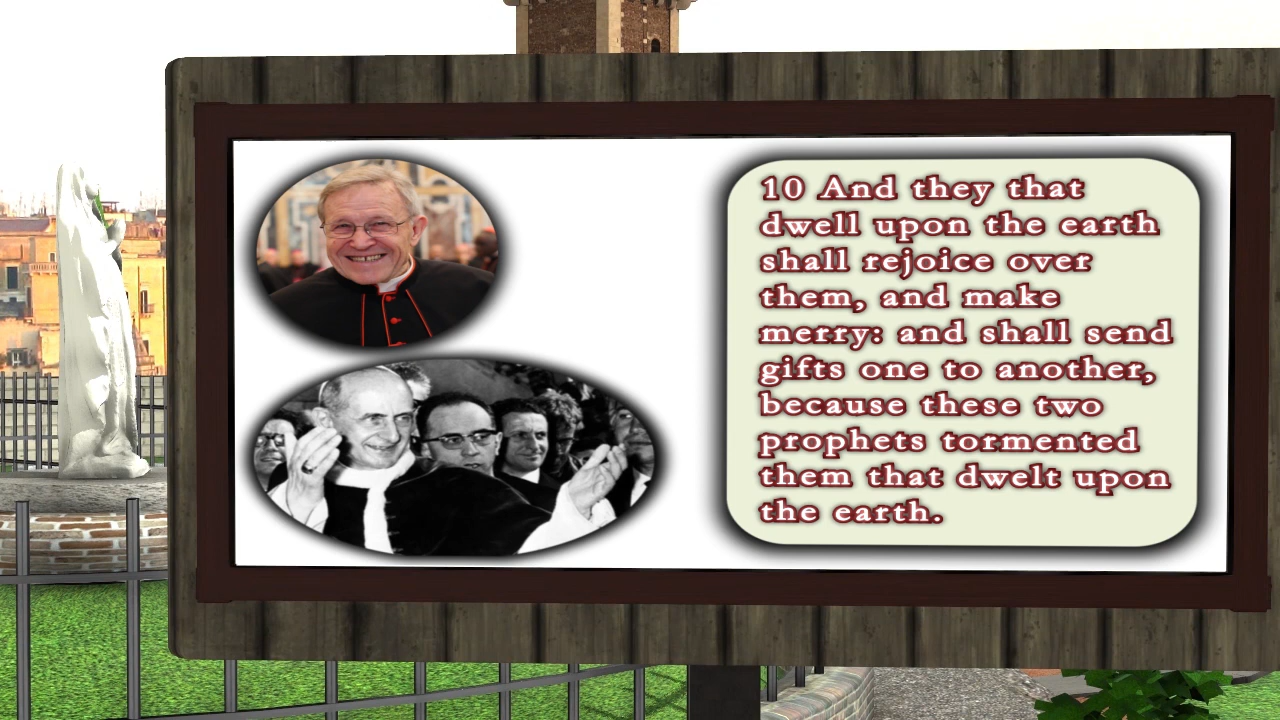 10 And they that
dwell upon the earth
shall rejoice over
them, and make
merry: and shall send
gifts one to another,
because these two
prophets tormented
them that dwelt upon
the earth.